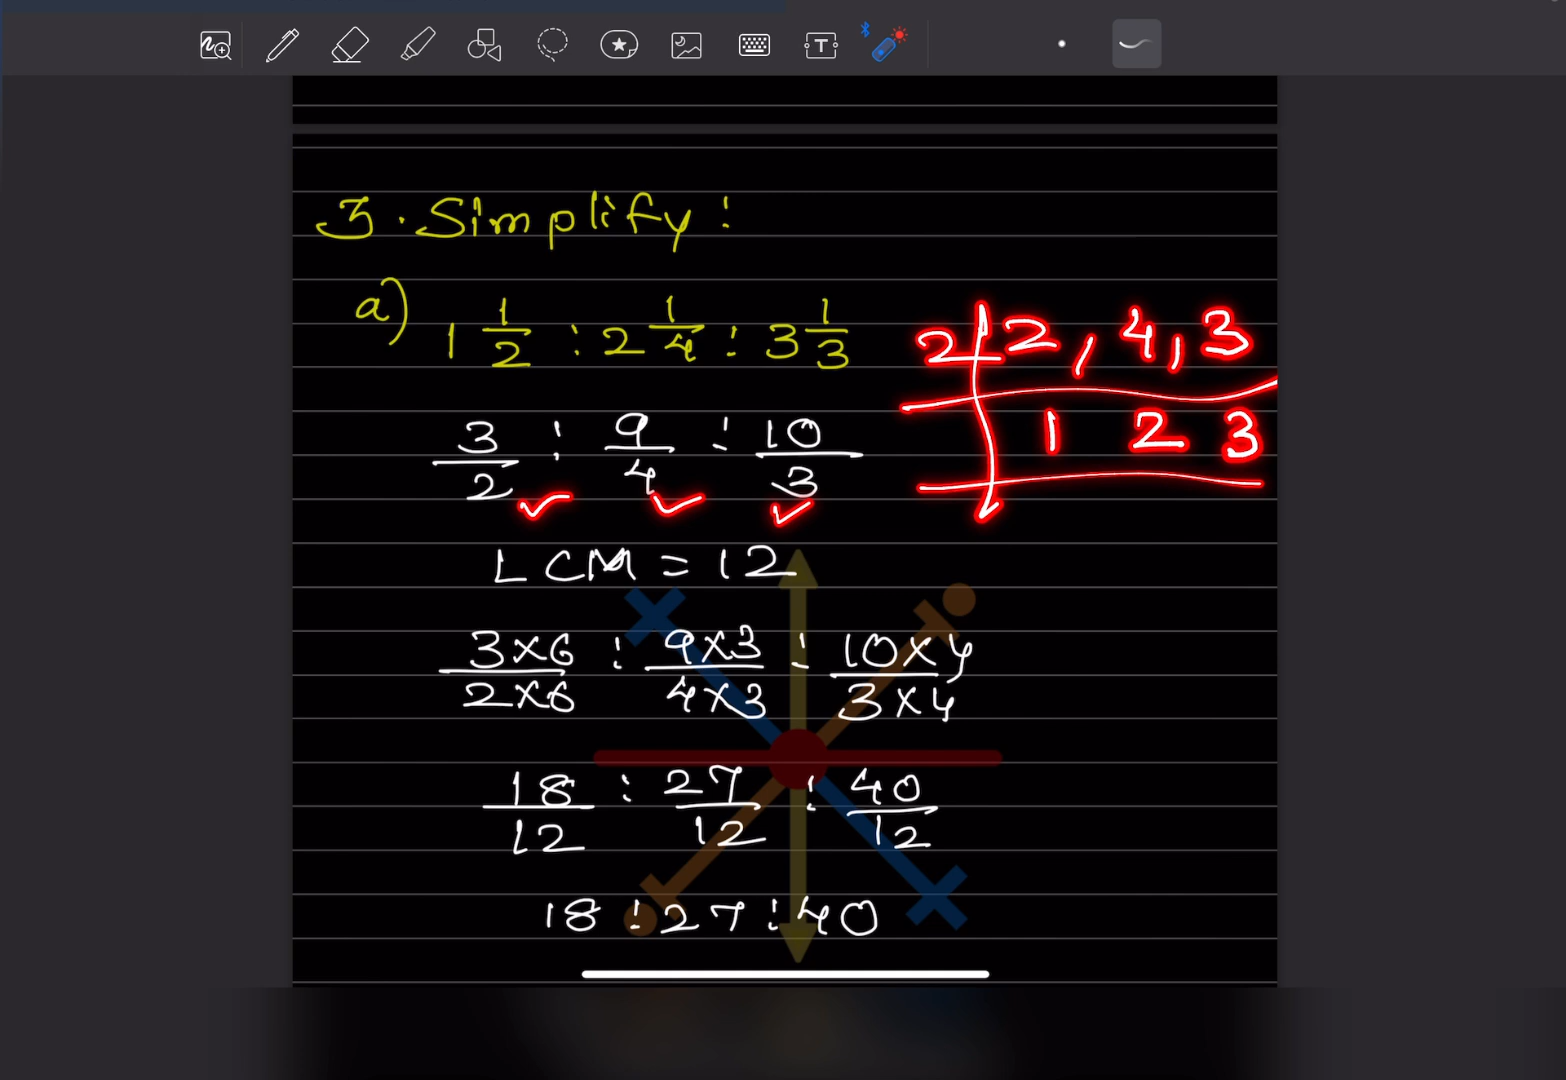 3. Simplify:
a) 1 1/2 : 2 1/4 : 3 1/3
2 | 2, 4, 3
1 2 3
3/2 : 9/4 : 10/3
LCM = 12
3×6/2×6 : 9×3/4×3 : 10×4/3×4
18/12 : 27/12 : 40/12
18 : 27 : 40